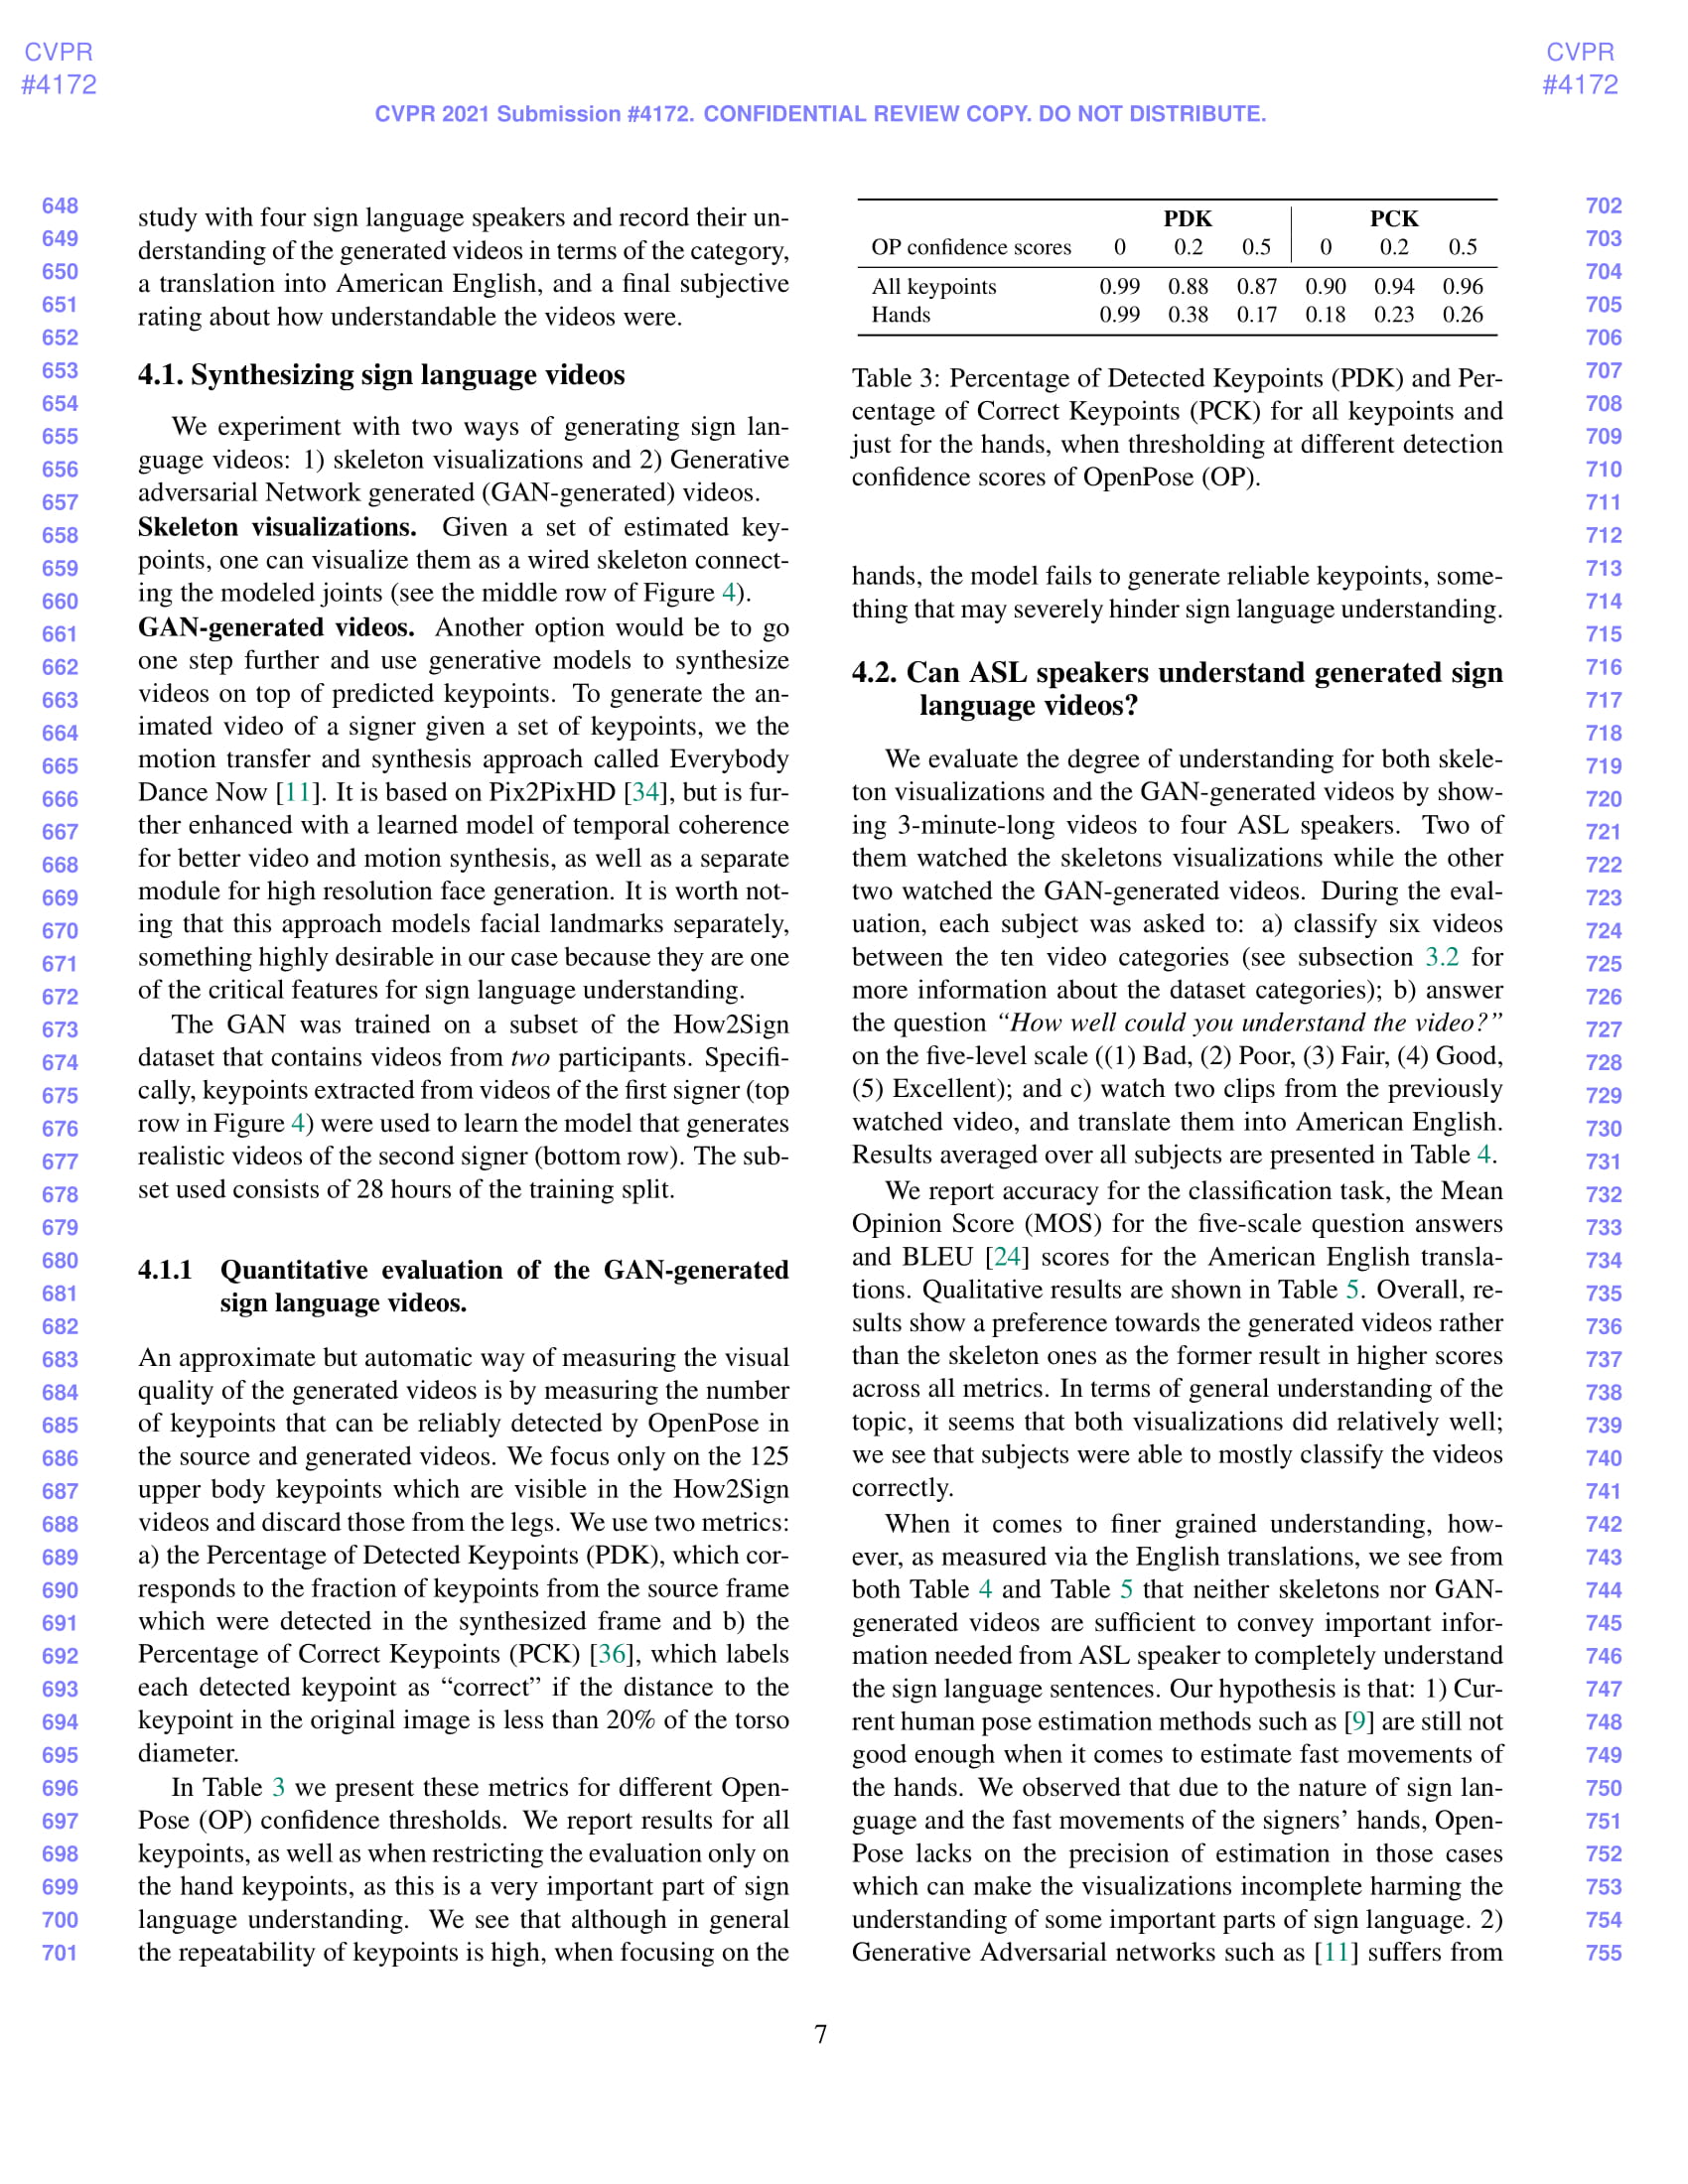 CVPR
#4172
CVPR
#4172
CVPR 2021 Submission #4172. CONFIDENTIAL REVIEW COPY. DO NOT DISTRIBUTE.
648
649
650
651
652
653
654
655
656
657
658
659
660
661
662
663
664
665
666
667
668
669
670
671
672
673
674
675
676
677
678
679
680
681
682
683
684
685
686
687
688
689
690
691
692
693
694
695
696
697
698
699
700
701
study with four sign language speakers and record their un-
derstanding of the generated videos in terms of the category,
a translation into American English, and a final subjective
rating about how understandable the videos were.
4.1. Synthesizing sign language videos
We experiment with two ways of generating sign lan-
guage videos: 1) skeleton visualizations and 2) Generative
adversarial Network generated (GAN-generated) videos.
Skeleton visualizations. Given a set of estimated key-
points, one can visualize them as a wired skeleton connect-
ing the modeled joints (see the middle row of Figure 4).
GAN-generated videos. Another option would be to go
one step further and use generative models to synthesize
videos on top of predicted keypoints. To generate the an-
imated video of a signer given a set of keypoints, we the
motion transfer and synthesis approach called Everybody
Dance Now [11]. It is based on Pix2PixHD [34], but is fur-
ther enhanced with a learned model of temporal coherence
for better video and motion synthesis, as well as a separate
module for high resolution face generation. It is worth not-
ing that this approach models facial landmarks separately,
something highly desirable in our case because they are one
of the critical features for sign language understanding.
The GAN was trained on a subset of the How2Sign
dataset that contains videos from two participants. Specifi-
cally, keypoints extracted from videos of the first signer (top
row in Figure 4) were used to learn the model that generates
realistic videos of the second signer (bottom row). The sub-
set used consists of 28 hours of the training split.
4.1.1 Quantitative evaluation of the GAN-generated
sign language videos.
An approximate but automatic way of measuring the visual
quality of the generated videos is by measuring the number
of keypoints that can be reliably detected by OpenPose in
the source and generated videos. We focus only on the 125
upper body keypoints which are visible in the How2Sign
videos and discard those from the legs. We use two metrics:
a) the Percentage of Detected Keypoints (PDK), which cor-
responds to the fraction of keypoints from the source frame
which were detected in the synthesized frame and b) the
Percentage of Correct Keypoints (PCK) [36], which labels
each detected keypoint as “correct” if the distance to the
keypoint in the original image is less than 20% of the torso
diameter.
In Table 3 we present these metrics for different Open-
Pose (OP) confidence thresholds. We report results for all
keypoints, as well as when restricting the evaluation only on
the hand keypoints, as this is a very important part of sign
language understanding. We see that although in general
the repeatability of keypoints is high, when focusing on the
PDK PCK
OP confidence scores 0 0.2 0.5 0 0.2 0.5
All keypoints 0.99 0.88 0.87 0.90 0.94 0.96
Hands 0.99 0.38 0.17 0.18 0.23 0.26
Table 3: Percentage of Detected Keypoints (PDK) and Per-
centage of Correct Keypoints (PCK) for all keypoints and
just for the hands, when thresholding at different detection
confidence scores of OpenPose (OP).
hands, the model fails to generate reliable keypoints, some-
thing that may severely hinder sign language understanding.
4.2. Can ASL speakers understand generated sign
language videos?
We evaluate the degree of understanding for both skele-
ton visualizations and the GAN-generated videos by show-
ing 3-minute-long videos to four ASL speakers. Two of
them watched the skeletons visualizations while the other
two watched the GAN-generated videos. During the eval-
uation, each subject was asked to: a) classify six videos
between the ten video categories (see subsection 3.2 for
more information about the dataset categories); b) answer
the question “How well could you understand the video?”
on the five-level scale ((1) Bad, (2) Poor, (3) Fair, (4) Good,
(5) Excellent); and c) watch two clips from the previously
watched video, and translate them into American English.
Results averaged over all subjects are presented in Table 4.
We report accuracy for the classification task, the Mean
Opinion Score (MOS) for the five-scale question answers
and BLEU [24] scores for the American English transla-
tions. Qualitative results are shown in Table 5. Overall, re-
sults show a preference towards the generated videos rather
than the skeleton ones as the former result in higher scores
across all metrics. In terms of general understanding of the
topic, it seems that both visualizations did relatively well;
we see that subjects were able to mostly classify the videos
correctly.
When it comes to finer grained understanding, how-
ever, as measured via the English translations, we see from
both Table 4 and Table 5 that neither skeletons nor GAN-
generated videos are sufficient to convey important infor-
mation needed from ASL speaker to completely understand
the sign language sentences. Our hypothesis is that: 1) Cur-
rent human pose estimation methods such as [9] are still not
good enough when it comes to estimate fast movements of
the hands. We observed that due to the nature of sign lan-
guage and the fast movements of the signers’ hands, Open-
Pose lacks on the precision of estimation in those cases
which can make the visualizations incomplete harming the
understanding of some important parts of sign language. 2)
Generative Adversarial networks such as [11] suffers from
702
703
704
705
706
707
708
709
710
711
712
713
714
715
716
717
718
719
720
721
722
723
724
725
726
727
728
729
730
731
732
733
734
735
736
737
738
739
740
741
742
743
744
745
746
747
748
749
750
751
752
753
754
755
7